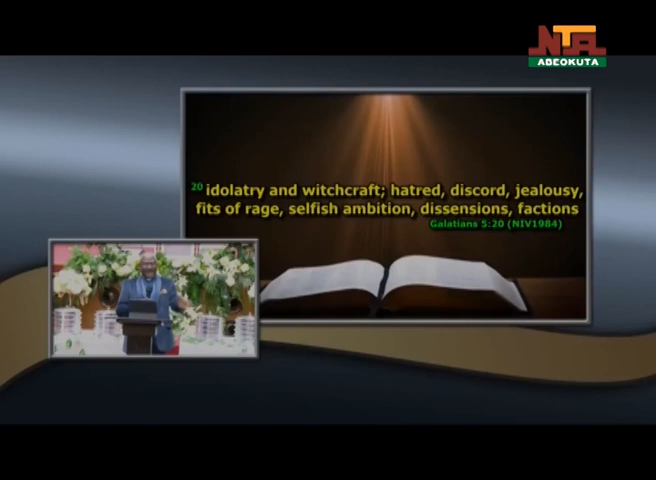 NTA
ABEOKUTA
20 idolatry and witchcraft; hatred, discord, jealousy,
fits of rage, selfish ambition, dissensions, factions
Galatians 5:20 (NIV1984)